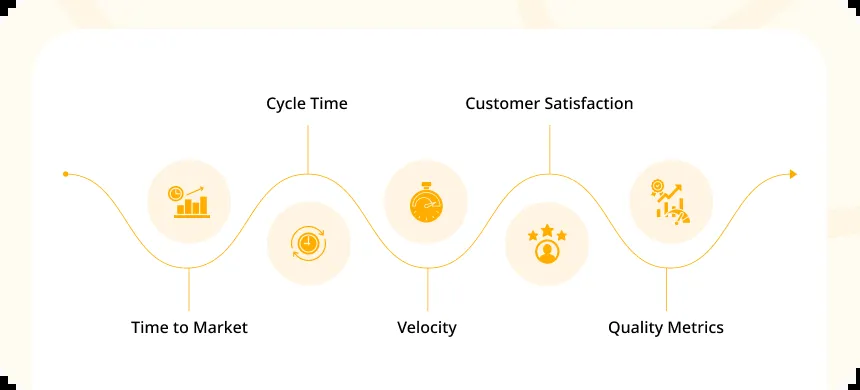 Cycle Time
Customer Satisfaction
Time to Market
Velocity
Quality Metrics